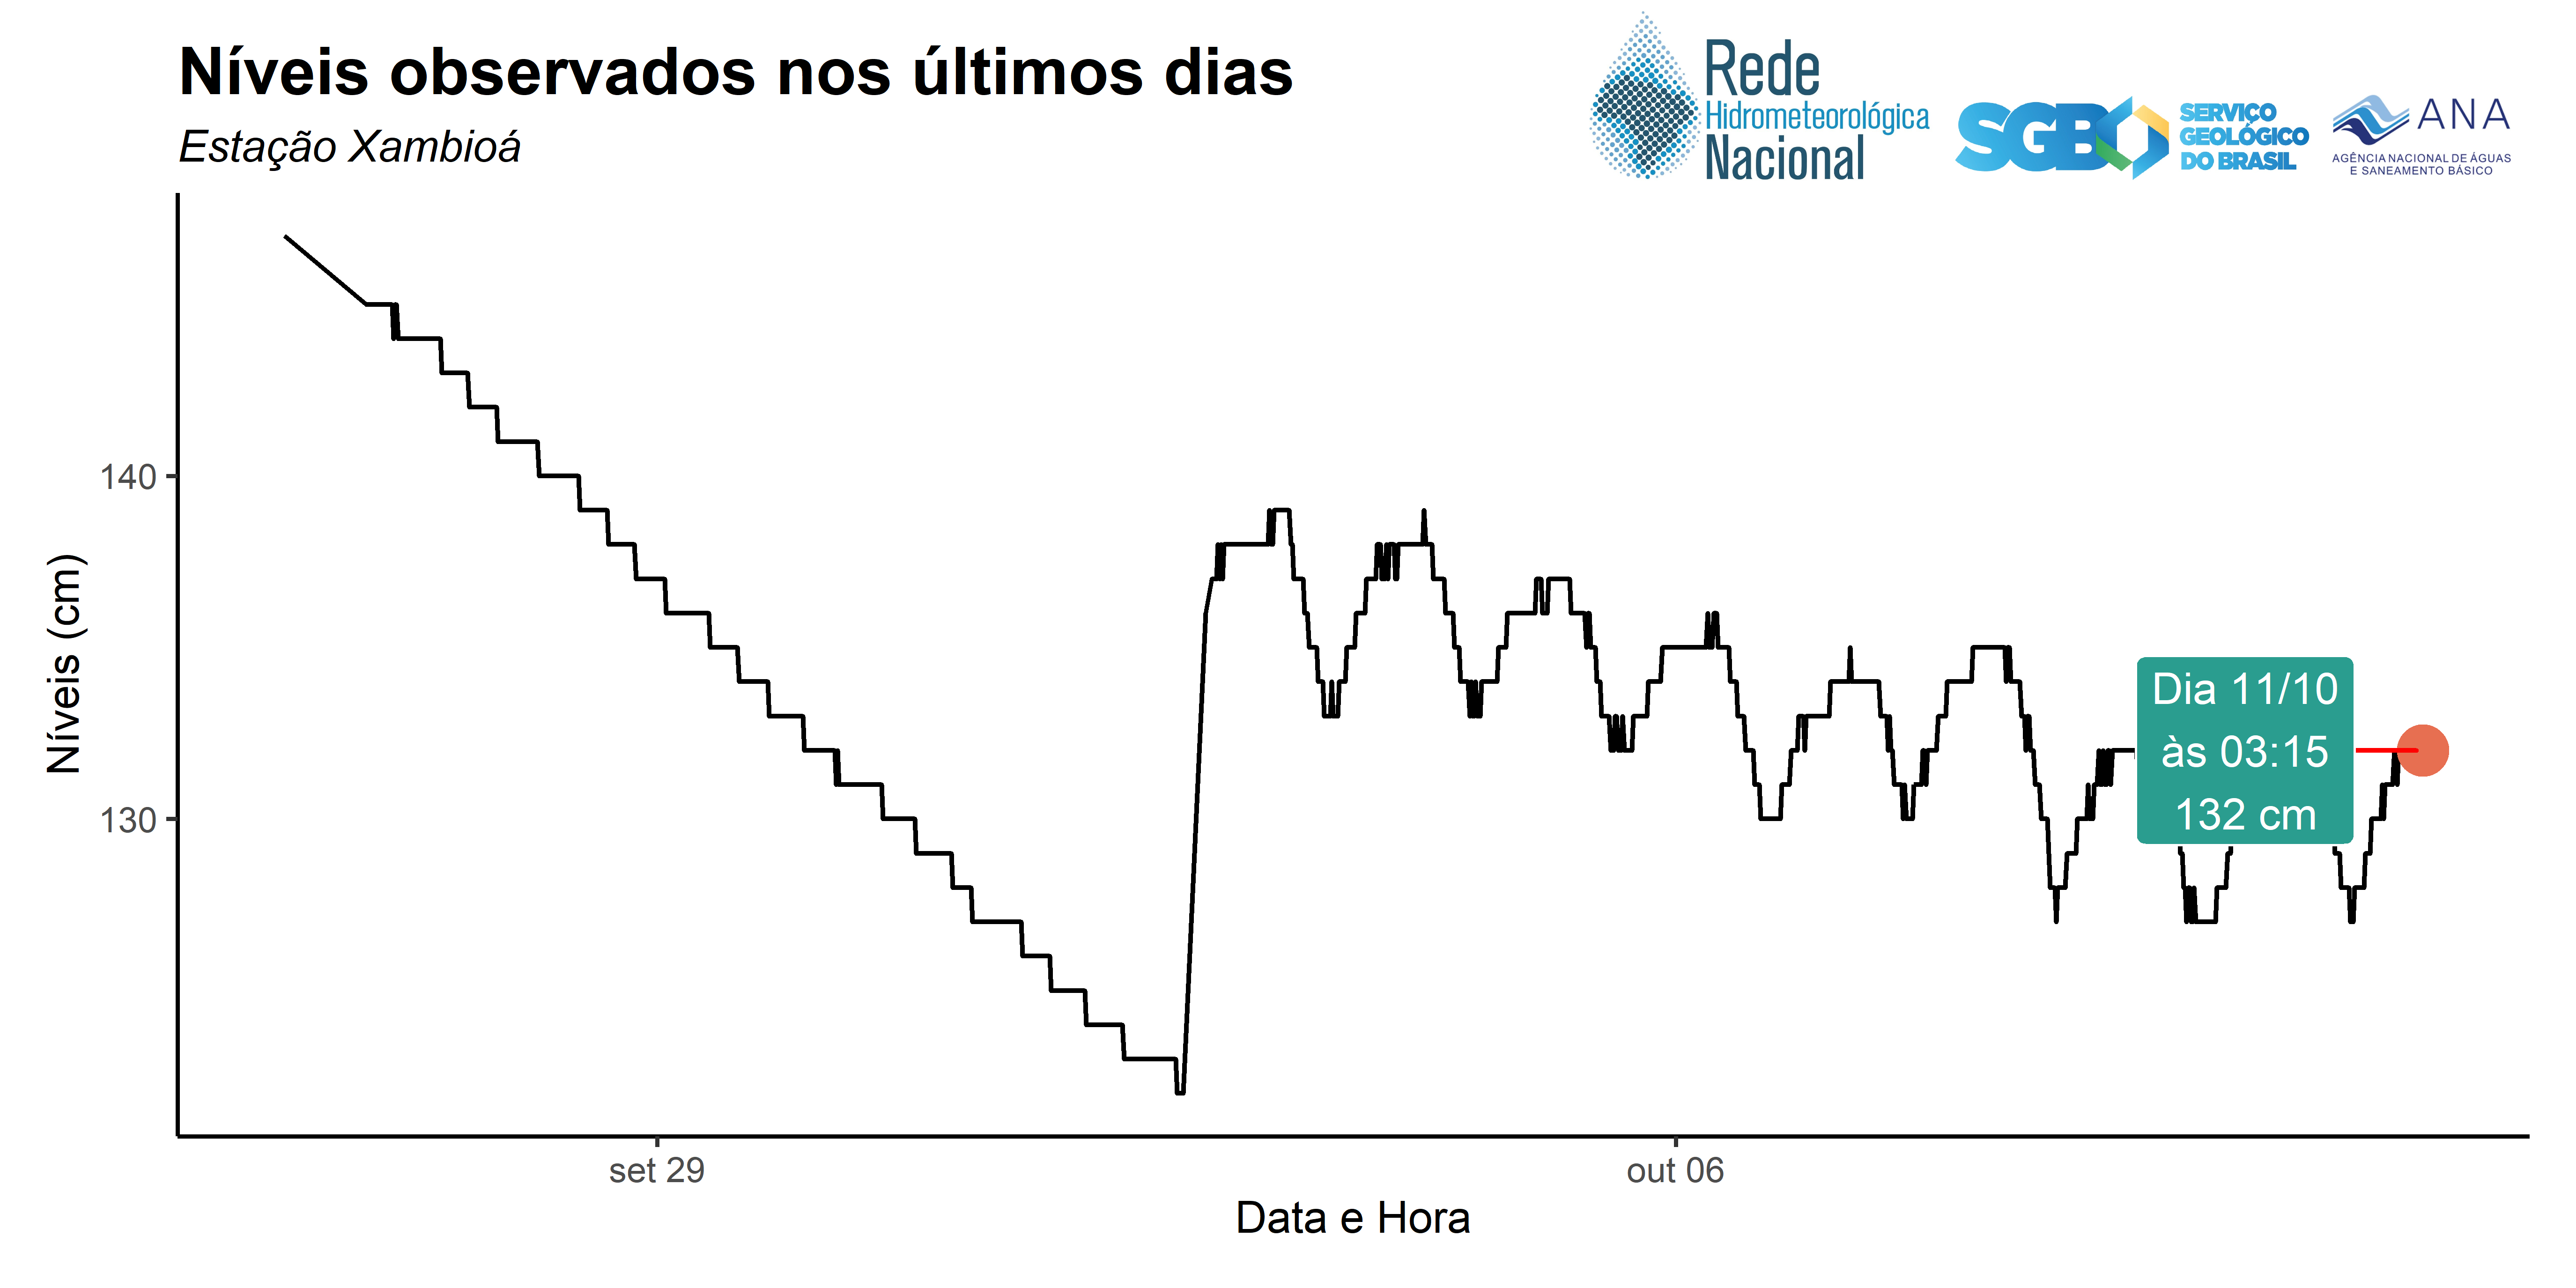 Níveis observados nos últimos dias
Estação Xambioá
Rede
Hidrometeorológica
Nacional
SGB
SERVIÇO
GEOLÓGICO
DO BRASIL
ANA
AGÊNCIA NACIONAL DE ÁGUAS
E SANEAMENTO BÁSICO
Níveis (cm)
140
130
Dia 11/10
às 03:15
132 cm
set 29
out 06
Data e Hora